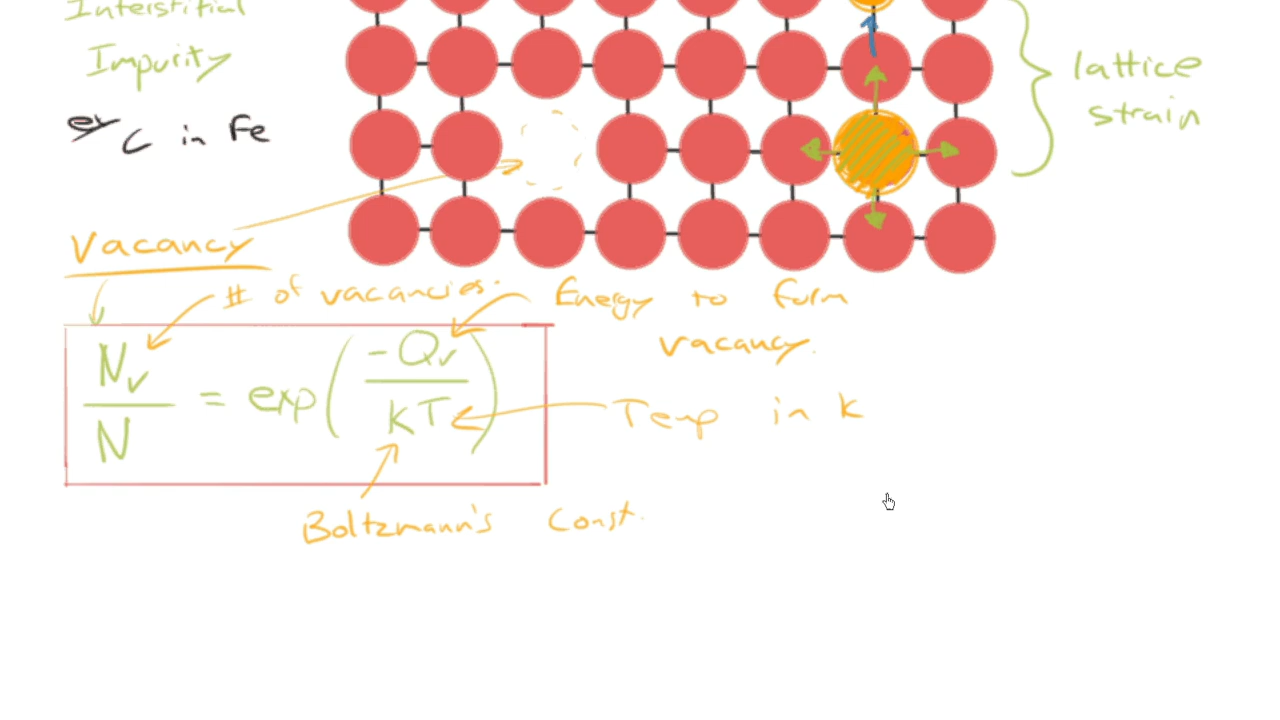 Interstitial
Impurity
ex/ C in Fe
lattice
strain
Vacancy
# of vacancies.
Energy to form
vacancy.
Nv/N = exp(-Qv/kT)
Temp in k
Boltzmann's Const.